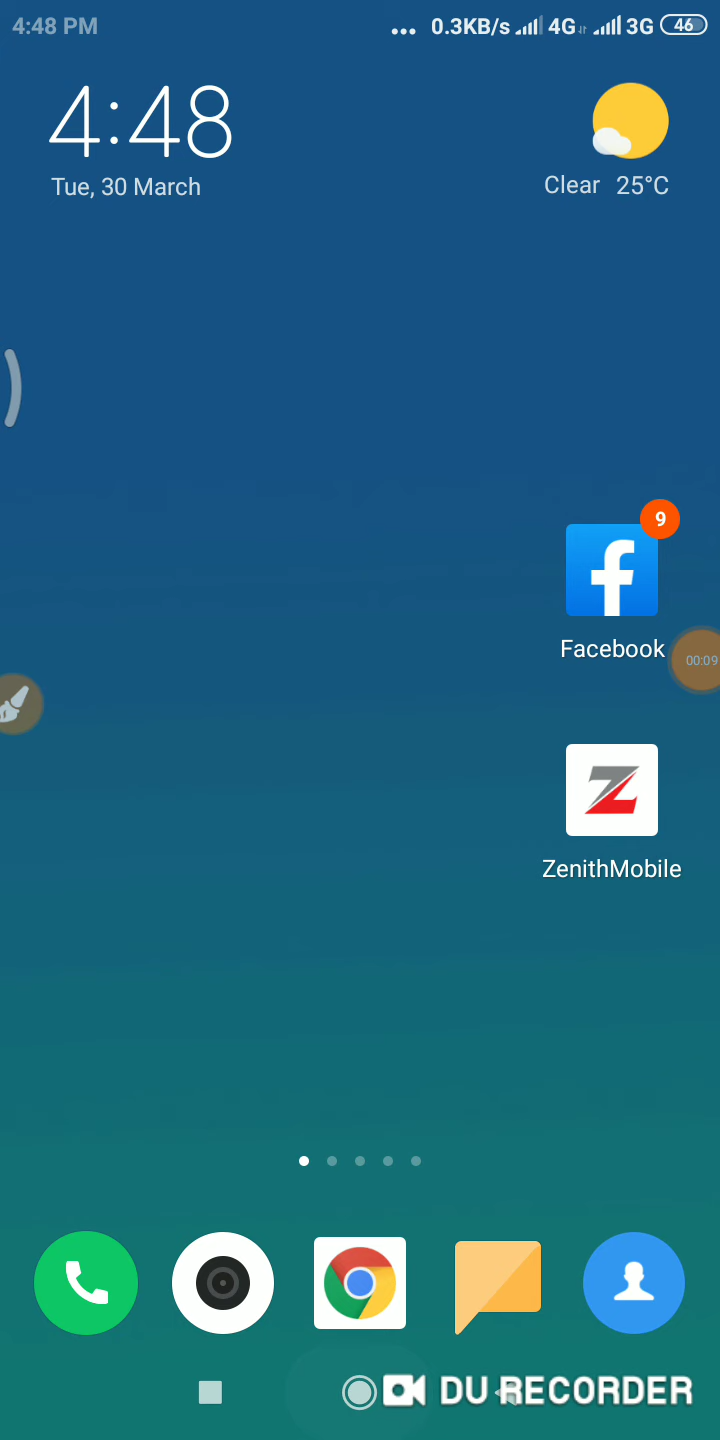 4:48 PM ... 0.3KB/s 4G 3G 46
4:48
Tue, 30 March
Clear 25°C
9
Facebook
00:09
ZenithMobile
DU RECORDER